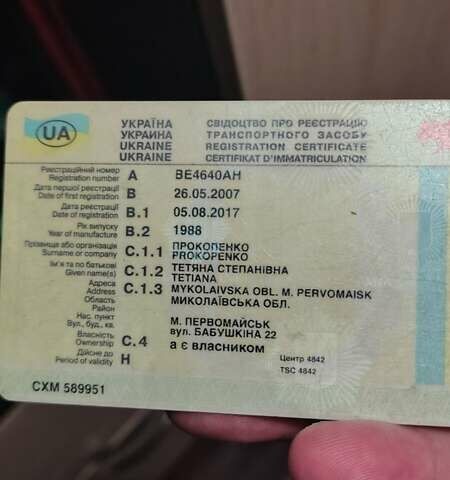 UA
УКРАЇНА СВІДОЦТВО ПРО РЕЄСТРАЦІЮ
УКРАИНА ТРАНСПОРТНОГО ЗАСОБУ
UKRAINE REGISTRATION CERTIFICATE
UKRAINE CERTIFIKAT D'IMMATRICULATION
Реєстраційний номер
Registration number A BE4640AH
Дата першої реєстрації
Date of first registration B 26.05.2007
Дата реєстрації
Date of registration B.1 05.08.2017
Рік випуску
Year of manufacture B.2 1988
Прізвище або організація
Surname or company C.1.1 ПРОКОПЕНКО
PROKOPENKO
Ім'я та по батькові
Given name(s) C.1.2 ТЕТЯНА СТЕПАНІВНА
TETIANA
Адреса
Address C.1.3 MYKOLAIVSKA OBL. M. PERVOMAISK
Область МИКОЛАЇВСЬКА ОБЛ.
Район
Нас. пункт М. ПЕРВОМАЙСЬК
Вул., буд., кв. вул. БАБУШКІНА 22
Власність
Ownership C.4 а є власником
Дійсне до
Period of validity H
Центр 4842
TSC 4842
СХМ 589951